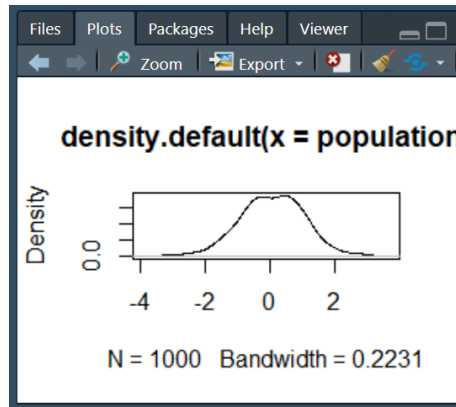 Files Plots Packages Help Viewer
Zoom Export
density.default(x = population
Density
0.0
-4 -2 0 2
N = 1000 Bandwidth = 0.2231